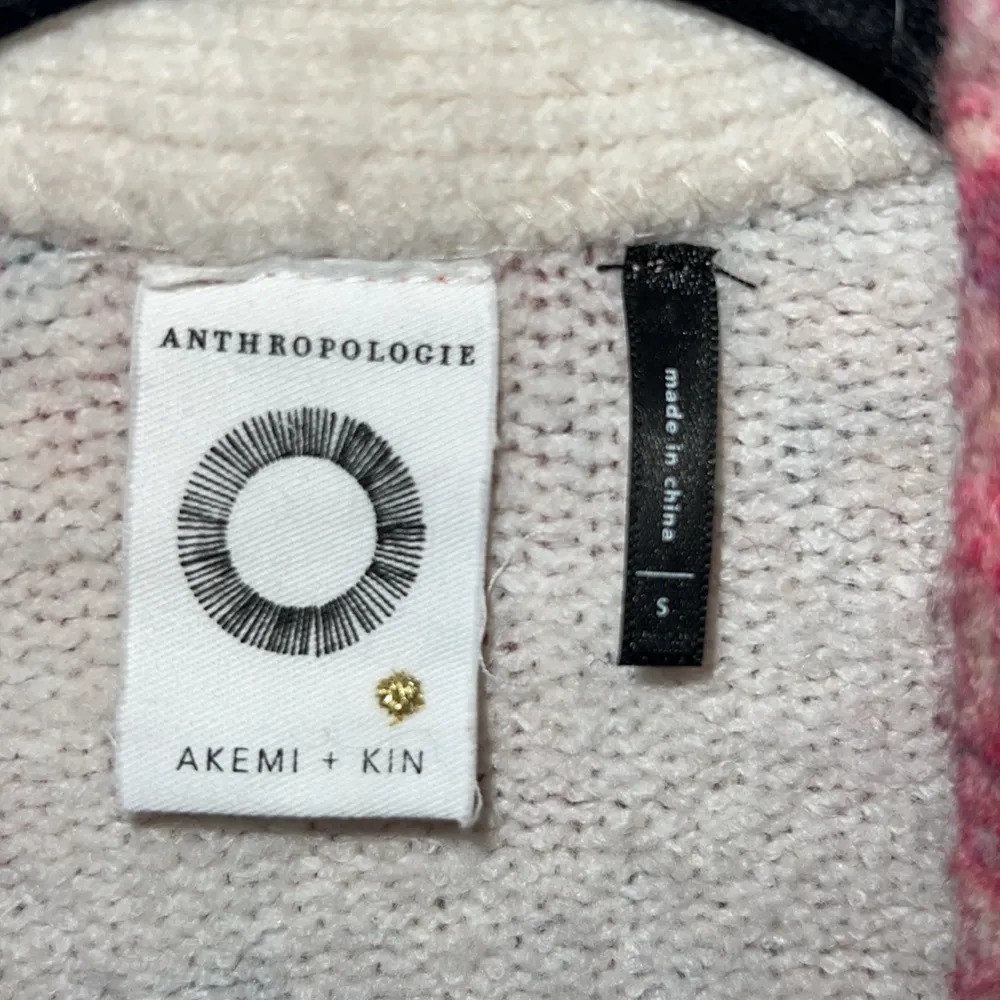 ANTHROPOLOGIE
AKEMI + KIN
made in china
S